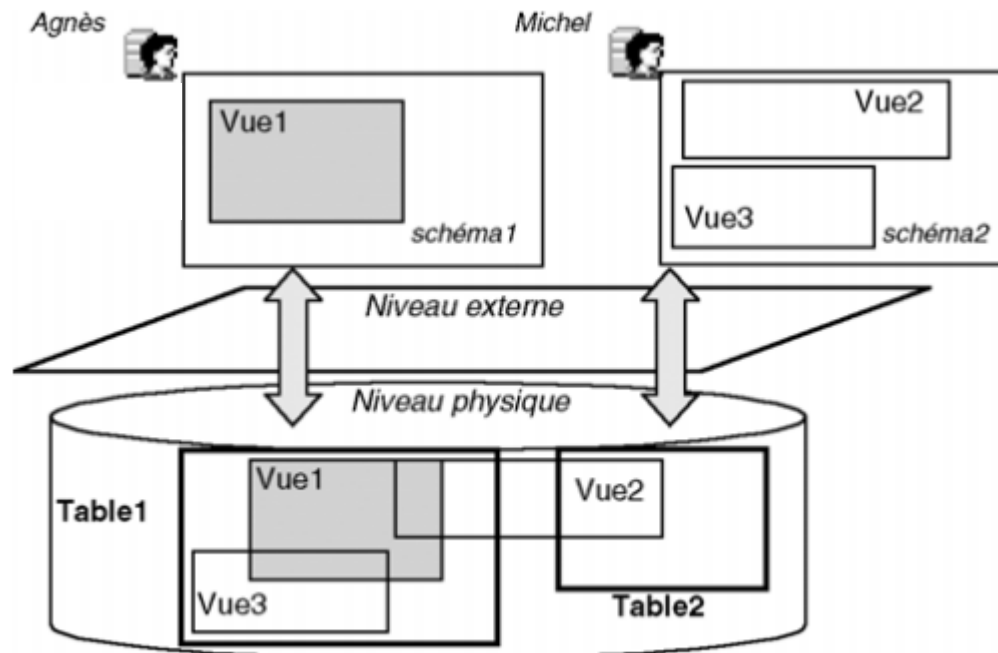 Agnès
Michel
Vue1
schéma1
Vue2
Vue3
schéma2
Niveau externe
Niveau physique
Table1
Vue1
Vue3
Vue2
Table2